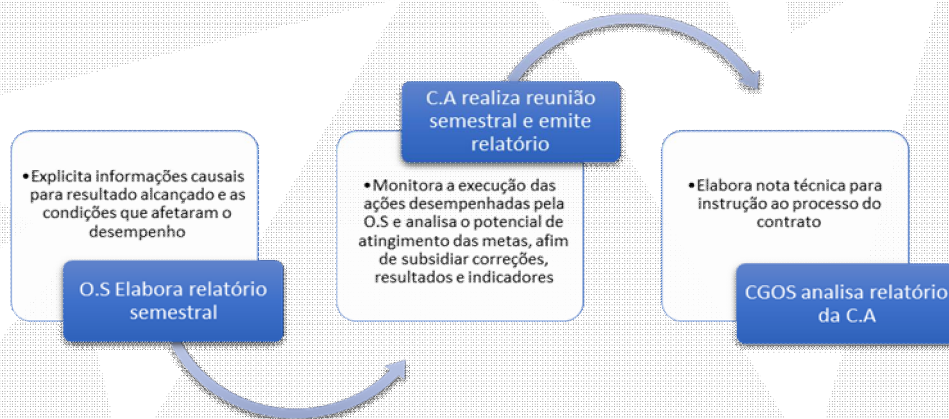 •Explicita informações causais
para resultado alcançado e as
condições que afetaram o
desempenho
O.S Elabora relatório
semestral
C.A realiza reunião
semestral e emite
relatório
•Monitora a execução das
ações desempenhadas pela
O.S e analisa o potencial de
atingimento das metas, afim
de subsidiar correções,
resultados e indicadores
•Elabora nota técnica para
instrução ao processo do
contrato
CGOS analisa relatório
da C.A